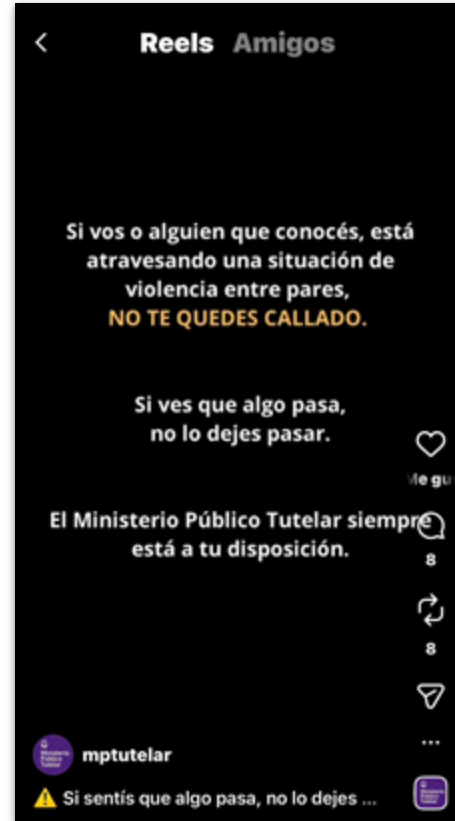 Reels Amigos
Si vos o alguien que conocés, está
atravesando una situación de
violencia entre pares,
NO TE QUEDES CALLADO.
Si ves que algo pasa,
no lo dejes pasar.
El Ministerio Público Tutelar siempre
está a tu disposición.
Me gu
8
8
mptutelar
⚠️ Si sentís que algo pasa, no lo dejes ...